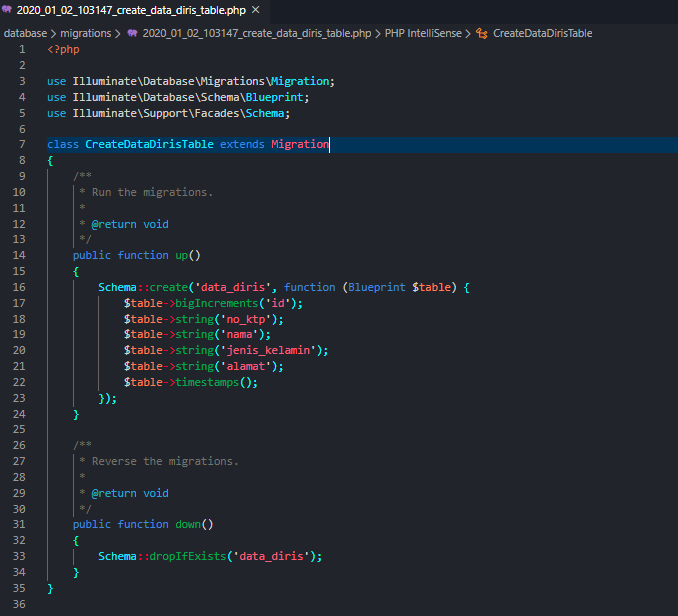 2020_01_02_103147_create_data_diris_table.php ×
database > migrations > 2020_01_02_103147_create_data_diris_table.php > PHP IntelliSense > CreateDataDirisTable
1 <?php
2
3 use Illuminate\Database\Migrations\Migration;
4 use Illuminate\Database\Schema\Blueprint;
5 use Illuminate\Support\Facades\Schema;
6
7 class CreateDataDirisTable extends Migration
8 {
9     /**
10      * Run the migrations.
11      *
12      * @return void
13      */
14     public function up()
15     {
16         Schema::create('data_diris', function (Blueprint $table) {
17             $table->bigIncrements('id');
18             $table->string('no_ktp');
19             $table->string('nama');
20             $table->string('jenis_kelamin');
21             $table->string('alamat');
22             $table->timestamps();
23         });
24     }
25
26     /**
27      * Reverse the migrations.
28      *
29      * @return void
30      */
31     public function down()
32     {
33         Schema::dropIfExists('data_diris');
34     }
35 }
36